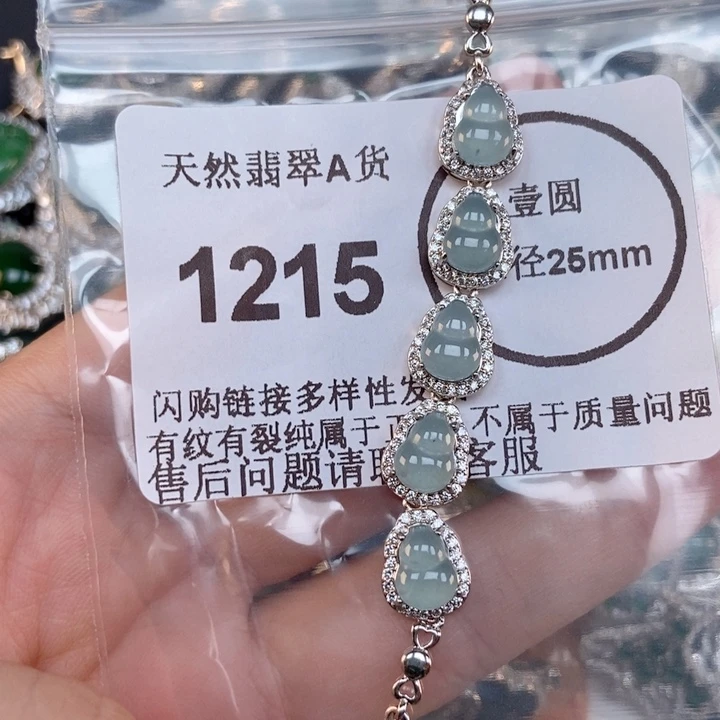 天然翡翠A货
1215
壹圆
径25mm
闪购链接多样性发
有纹有裂纯属于正 不属于质量问题
售后问题请联 客服